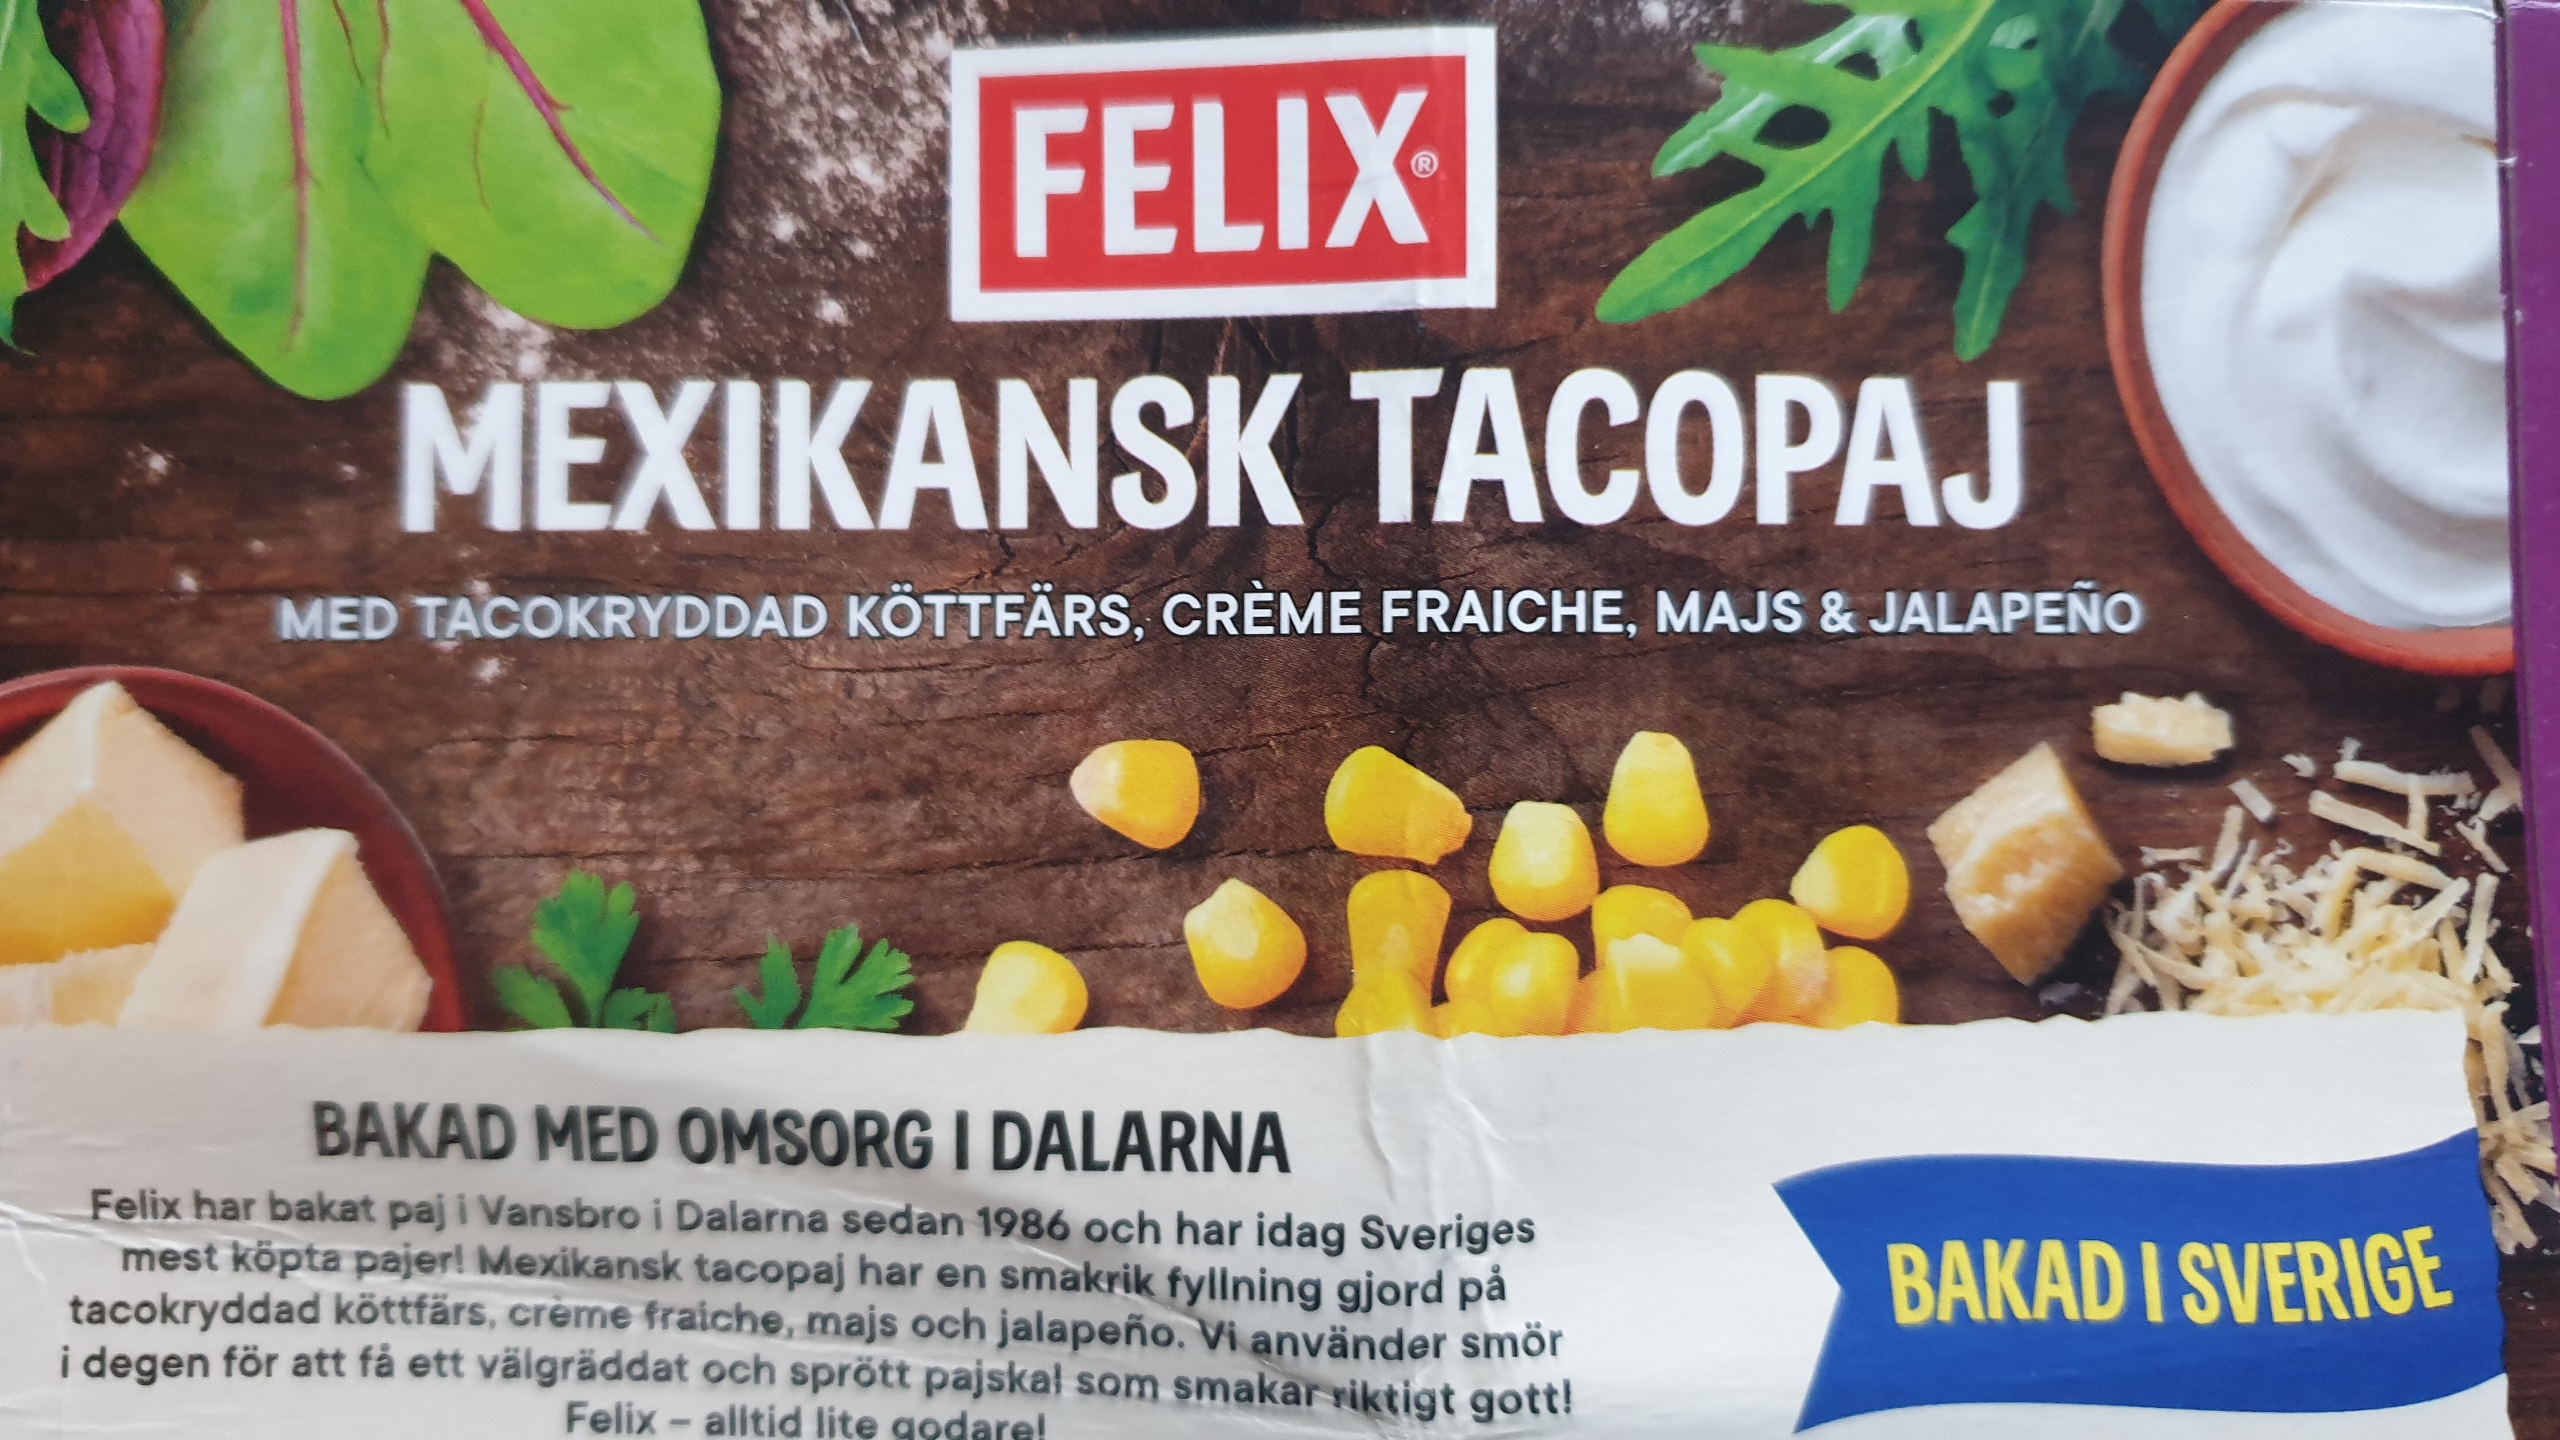 FELIX®
MEXIKANSK TACOPAJ
MED TACOKRYDDAD KÖTTFÄRS, CRÈME FRAICHE, MAJS & JALAPEÑO
BAKAD MED OMSORG I DALARNA
Felix har bakat paj i Vansbro i Dalarna sedan 1986 och har idag Sveriges
mest köpta pajer! Mexikansk tacopaj har en smakrik fyllning gjord på
tacokryddad köttfärs, crème fraiche, majs och jalapeño. Vi använder smör
i degen för att få ett välgräddat och sprött pajskal som smakar riktigt gott!
Felix – alltid lite godare!
BAKAD I SVERIGE